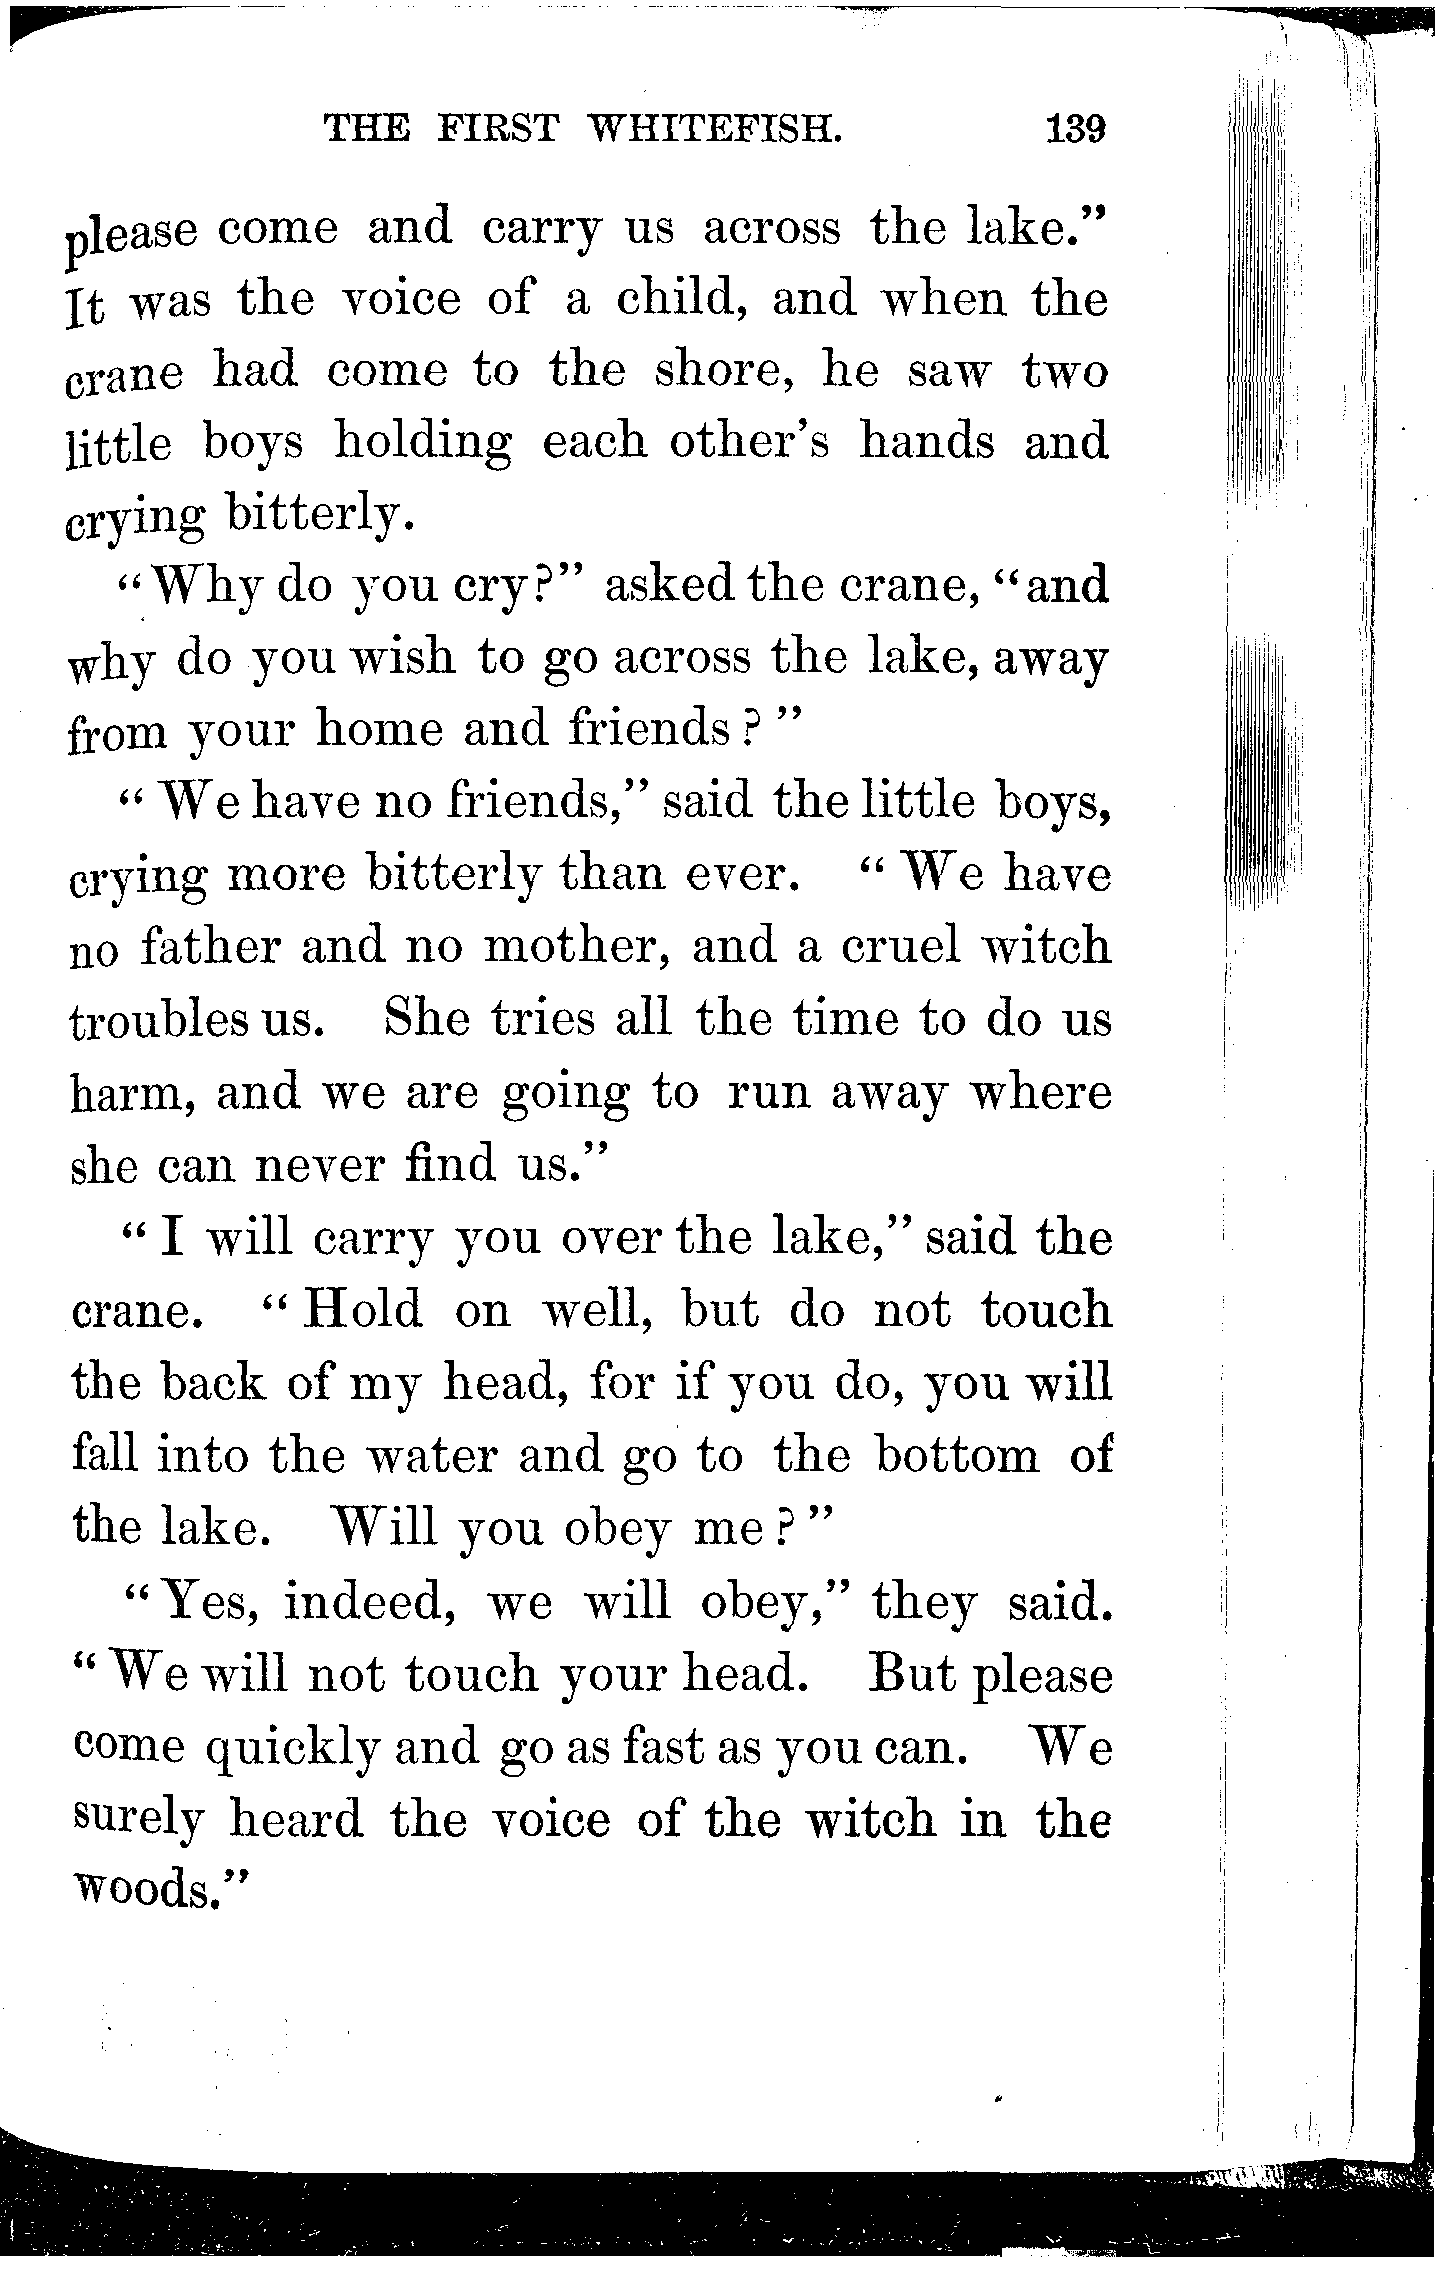 THE FIRST WHITEFISH. 139
please come and carry us across the lake."
It was the voice of a child, and when the
crane had come to the shore, he saw two
little boys holding each other's hands and
crying bitterly.
"Why do you cry?" asked the crane, "and
why do you wish to go across the lake, away
from your home and friends?"
"We have no friends," said the little boys,
crying more bitterly than ever. "We have
no father and no mother, and a cruel witch
troubles us. She tries all the time to do us
harm, and we are going to run away where
she can never find us."
"I will carry you over the lake," said the
crane. "Hold on well, but do not touch
the back of my head, for if you do, you will
fall into the water and go to the bottom of
the lake. Will you obey me?"
"Yes, indeed, we will obey," they said.
"We will not touch your head. But please
come quickly and go as fast as you can. We
surely heard the voice of the witch in the
woods."